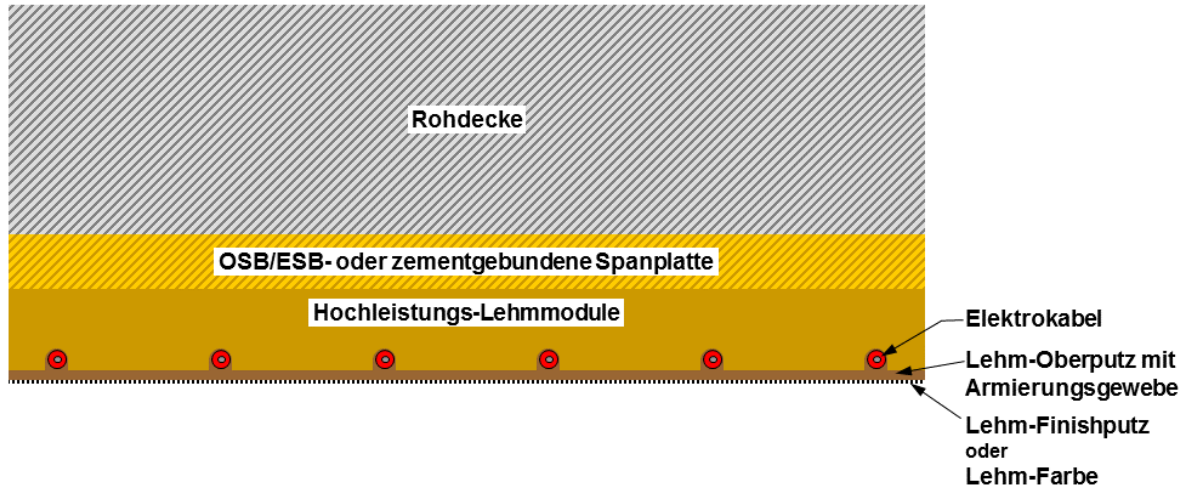 Rohdecke
OSB/ESB- oder zementgebundene Spanplatte
Hochleistungs-Lehmmodule
Elektrokabel
Lehm-Oberputz mit
Armierungsgewebe
Lehm-Finishputz
oder
Lehm-Farbe